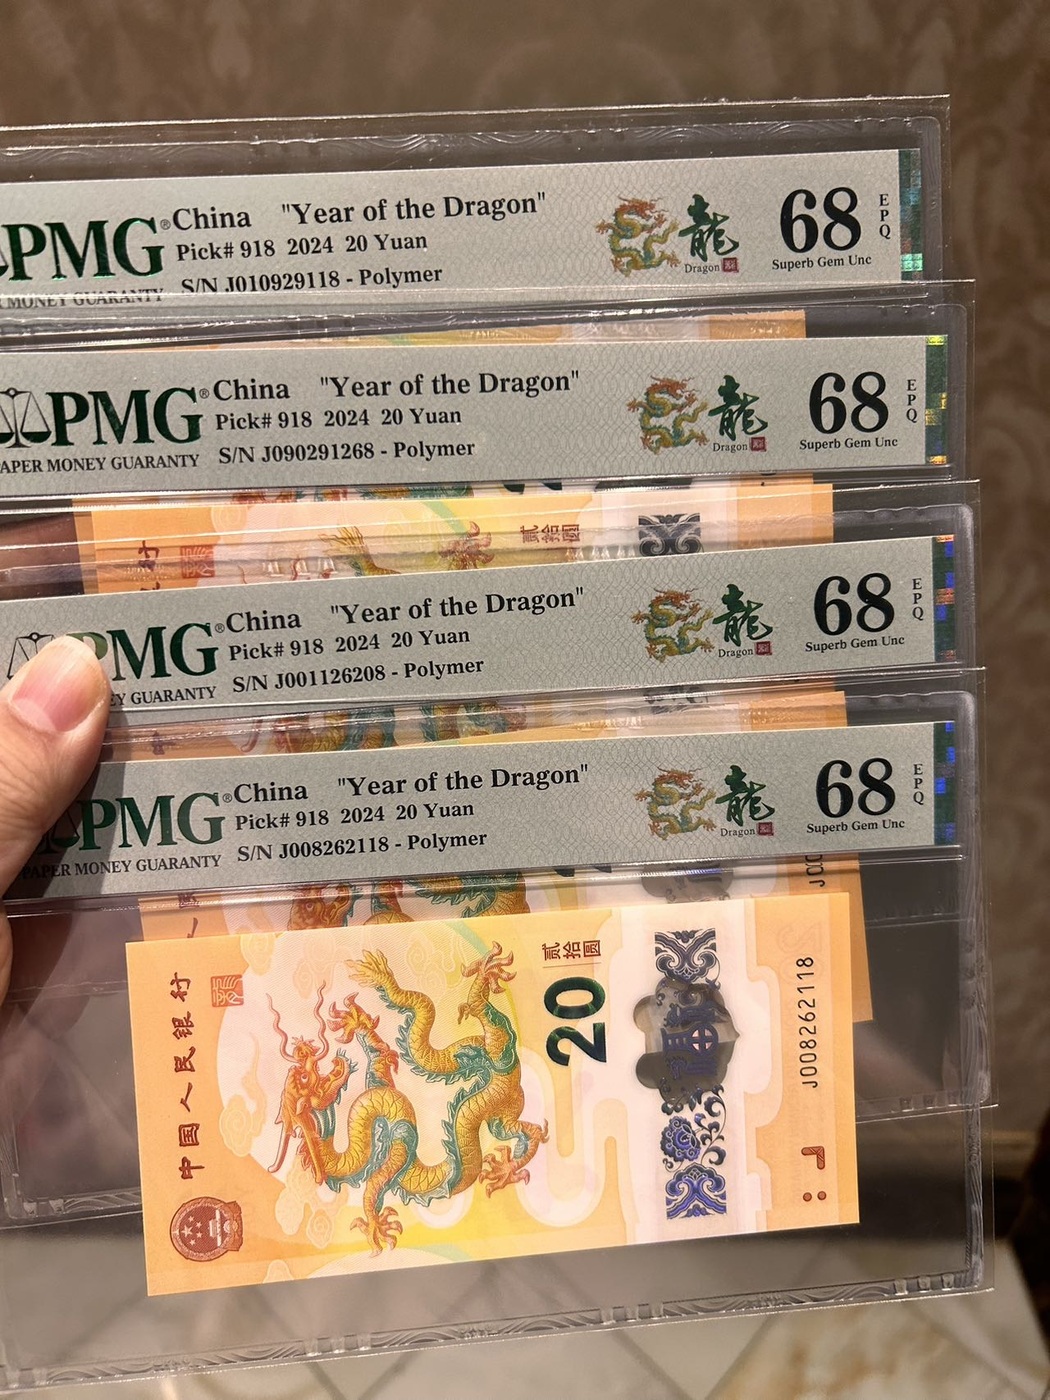 PMG® China "Year of the Dragon"
Pick# 918 2024 20 Yuan
S/N J010929118 - Polymer
MONEY GUARANTY
龍
Dragon
68
EPQ
Superb Gem Unc
PMG® China "Year of the Dragon"
Pick# 918 2024 20 Yuan
S/N J090291268 - Polymer
PAPER MONEY GUARANTY
龍
Dragon
68
EPQ
Superb Gem Unc
贰拾圆
PMG® China "Year of the Dragon"
Pick# 918 2024 20 Yuan
S/N J001126208 - Polymer
GUARANTY
龍
Dragon
68
EPQ
Superb Gem Unc
PMG® China "Year of the Dragon"
Pick# 918 2024 20 Yuan
S/N J008262118 - Polymer
PAPER MONEY GUARANTY
龍
Dragon
68
EPQ
Superb Gem Unc
中国人民银行
贰拾圆
20
J008262118